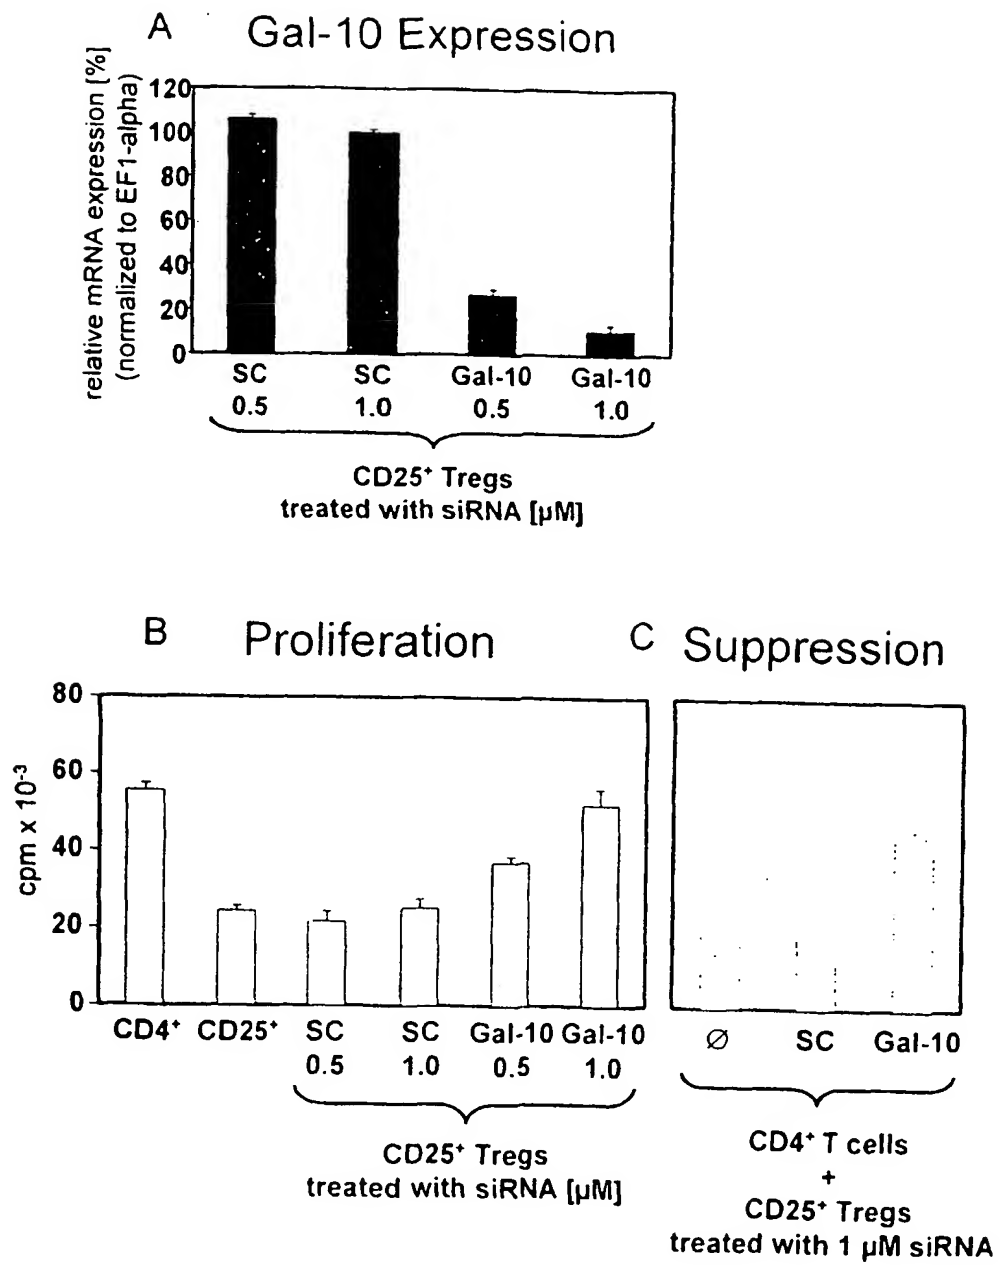 A Gal-10 Expression
relative mRNA expression [%]
(normalized to EF1-alpha)
120
100
80
60
40
20
0
SC SC Gal-10 Gal-10
0.5 1.0 0.5 1.0
CD25⁺ Tregs
treated with siRNA [µM]
B Proliferation
cpm x 10⁻³
80
60
40
20
0
CD4⁺ CD25⁺ SC SC Gal-10 Gal-10
0.5 1.0 0.5 1.0
CD25⁺ Tregs
treated with siRNA [µM]
C Suppression
Ø SC Gal-10
CD4⁺ T cells
+
CD25⁺ Tregs
treated with 1 µM siRNA